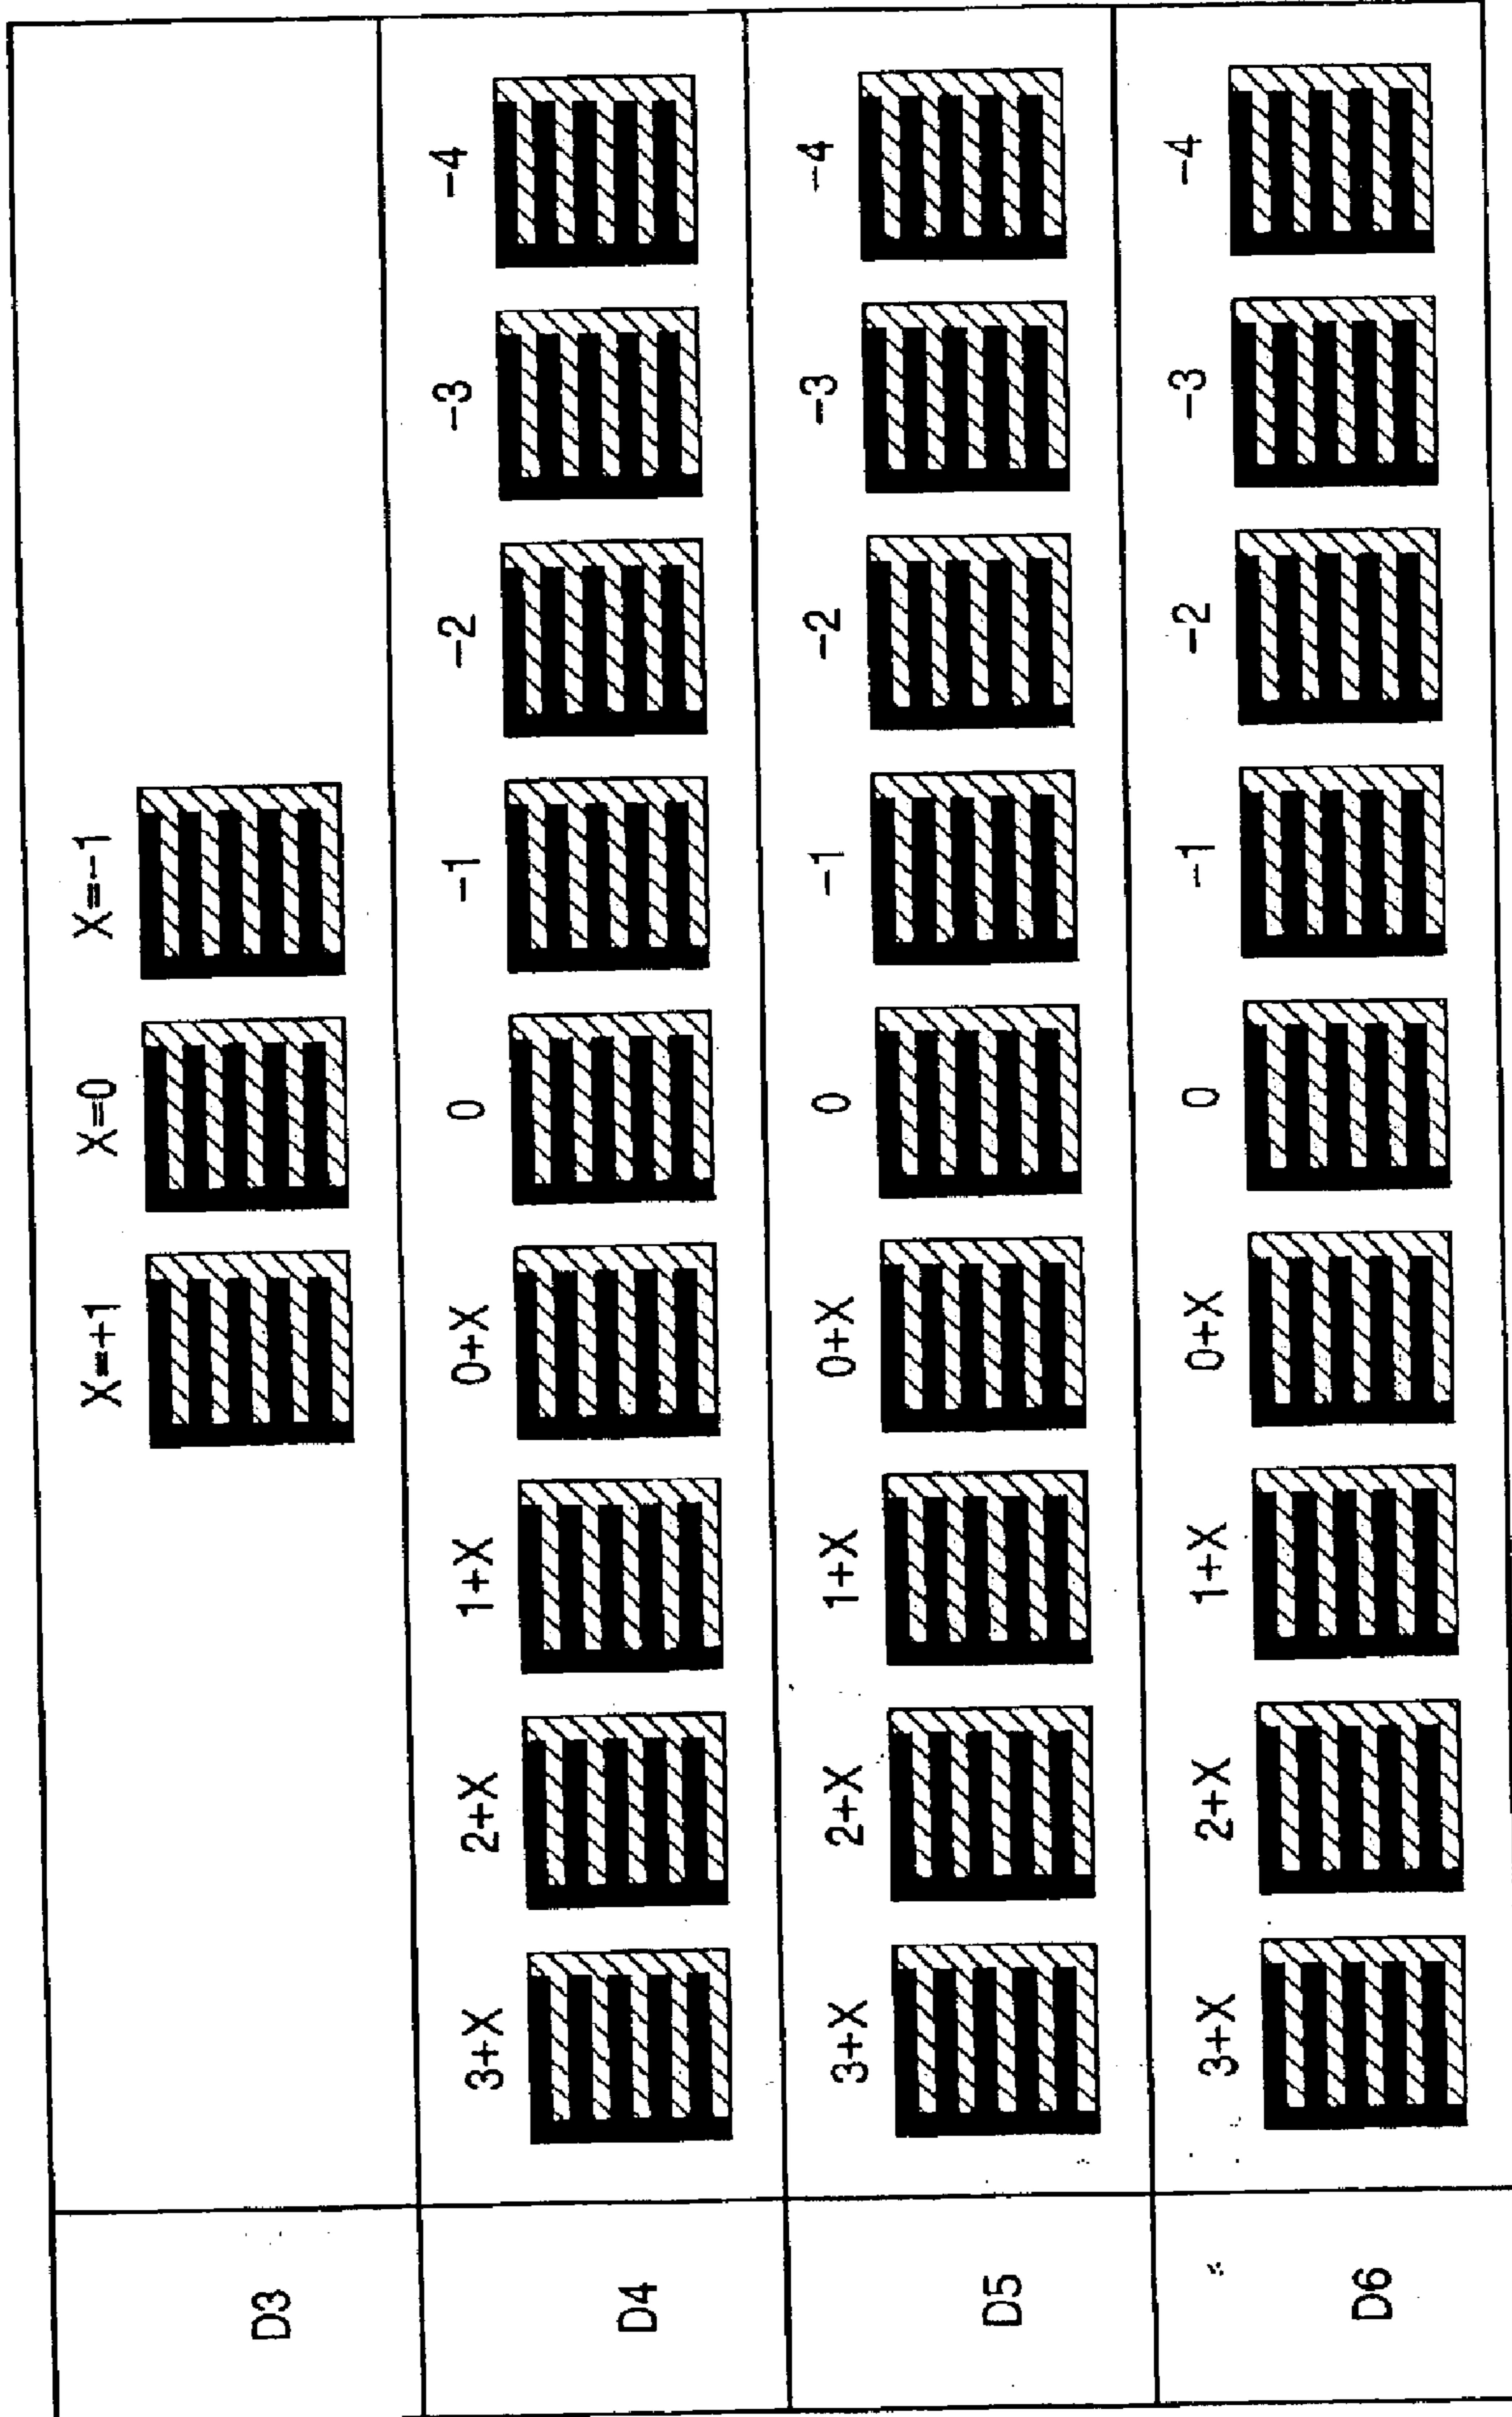 D3 X=+1 X=0 X=-1
D4 3+X 2+X 1+X 0+X 0 -1 -2 -3 -4
D5 3+X 2+X 1+X 0+X 0 -1 -2 -3 -4
D6 3+X 2+X 1+X 0+X 0 -1 -2 -3 -4